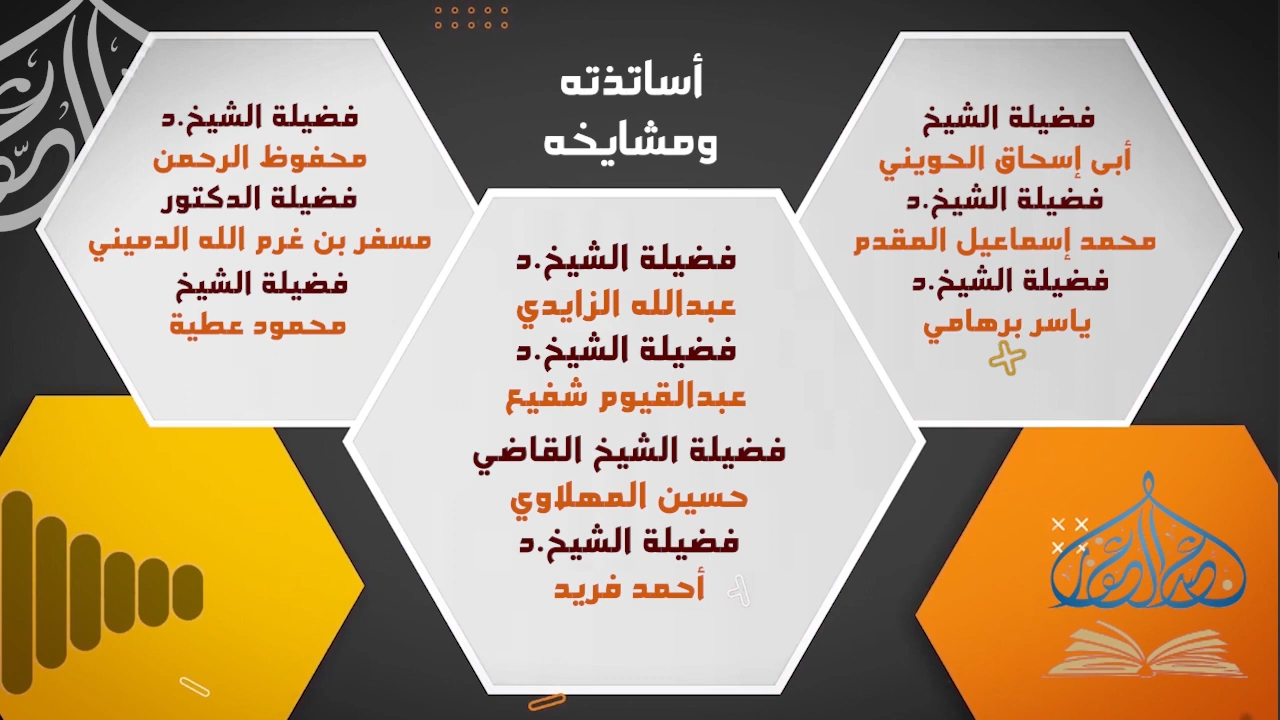 أساتذته
ومشايخه
فضيلة الشيخ
أبى إسحاق الحويني
فضيلة الشيخ.د
محمد إسماعيل المقدم
فضيلة الشيخ.د
ياسر برهامي
فضيلة الشيخ.د
عبدالله الزايدي
فضيلة الشيخ.د
عبدالقيوم شفيع
فضيلة الشيخ القاضي
حسين المهلاوي
فضيلة الشيخ.د
أحمد فريد
فضيلة الشيخ.د
محفوظ الرحمن
فضيلة الدكتور
مسفر بن غرم الله الدميني
فضيلة الشيخ
محمود عطية